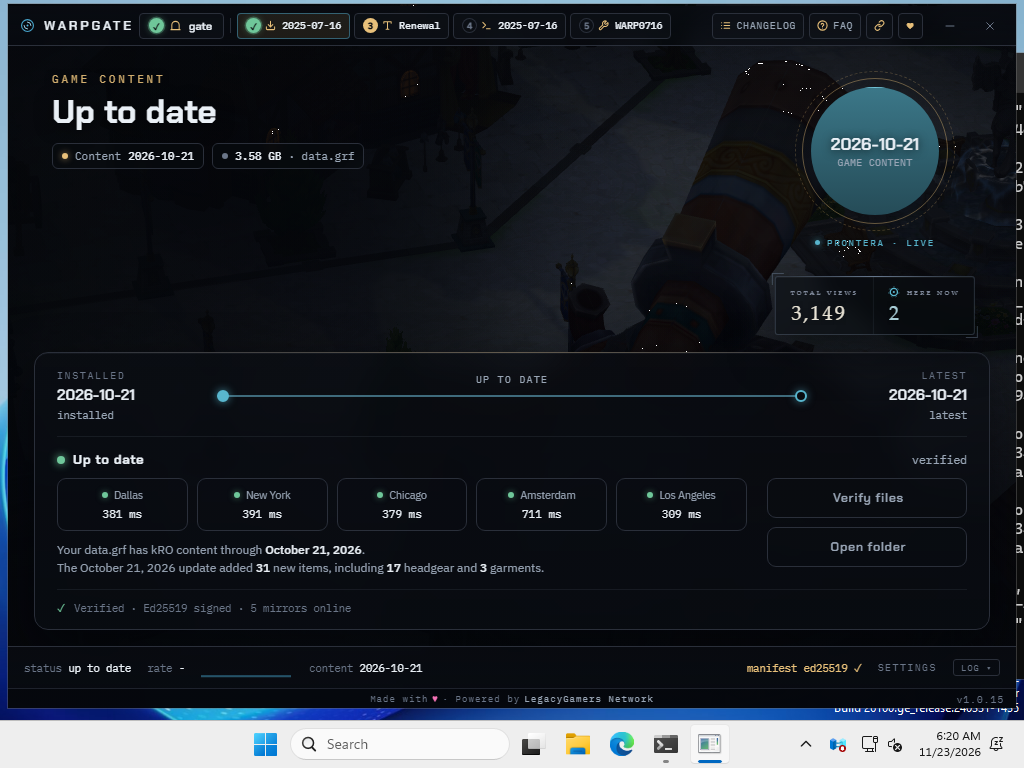 WARPGATE
gate
2025-07-16
3 Renewal
4 2025-07-16
5 WARP0716
CHANGELOG
FAQ
GAME CONTENT
Up to date
Content 2026-10-21
3.58 GB · data.grf
2026-10-21
GAME CONTENT
PRONTERA · LIVE
TOTAL VIEWS
3,149
HERE NOW
2
INSTALLED
2026-10-21
installed
UP TO DATE
LATEST
2026-10-21
latest
Up to date
verified
Dallas
381 ms
New York
391 ms
Chicago
379 ms
Amsterdam
711 ms
Los Angeles
309 ms
Verify files
Open folder
Your data.grf has kRO content through October 21, 2026.
The October 21, 2026 update added 31 new items, including 17 headgear and 3 garments.
✓ Verified · Ed25519 signed · 5 mirrors online
status up to date rate - content 2026-10-21
manifest ed25519 ✓ SETTINGS LOG
Made with ♥ · Powered by LegacyGamers Network
v1.0.15
Search
6:20 AM
11/23/2026